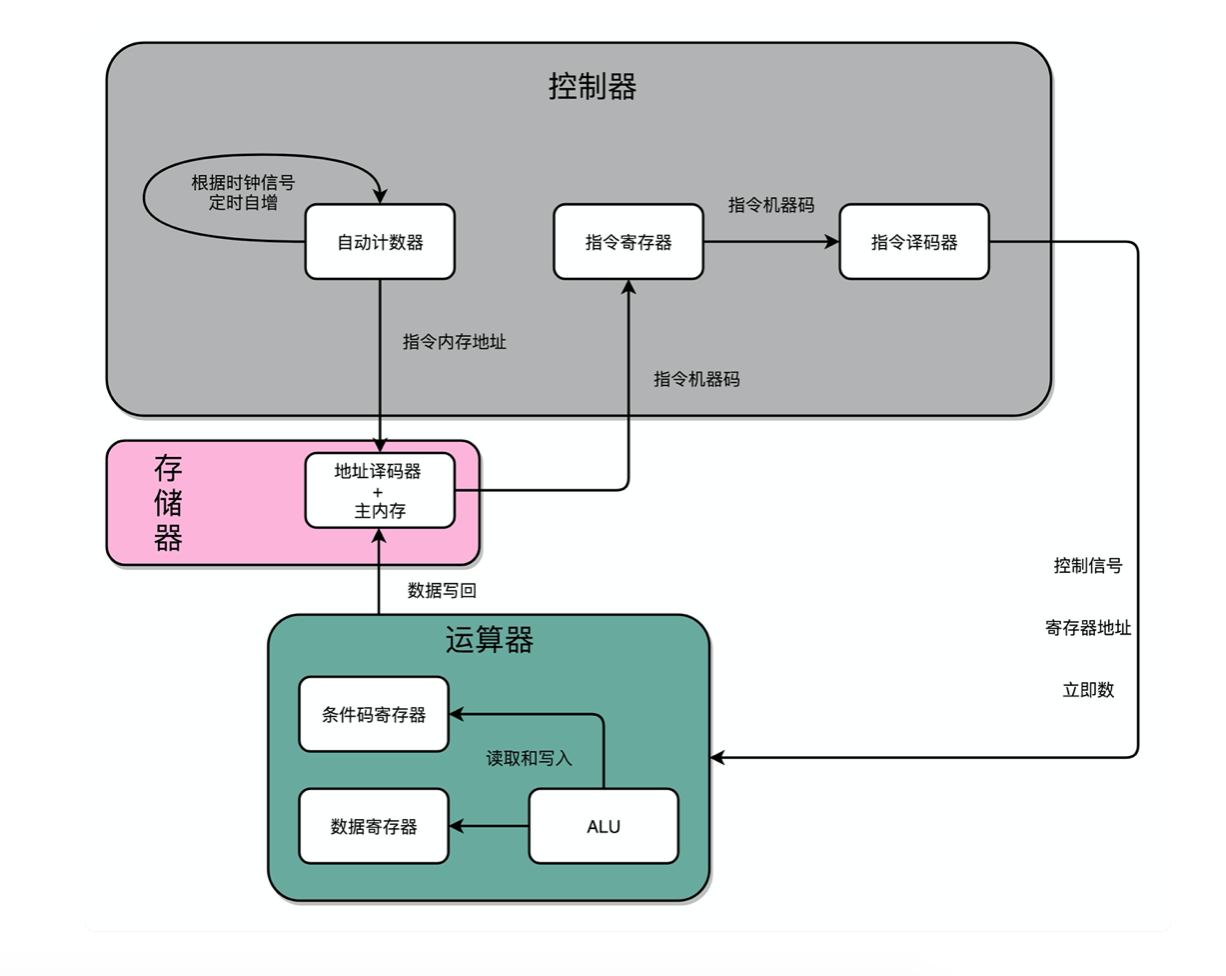 控制器
根据时钟信号
定时自增
自动计数器
指令寄存器
指令机器码
指令译码器
指令内存地址
指令机器码
存
储
器
地址译码器
+
主内存
数据写回
控制信号
寄存器地址
立即数
运算器
条件码寄存器
读取和写入
数据寄存器
ALU